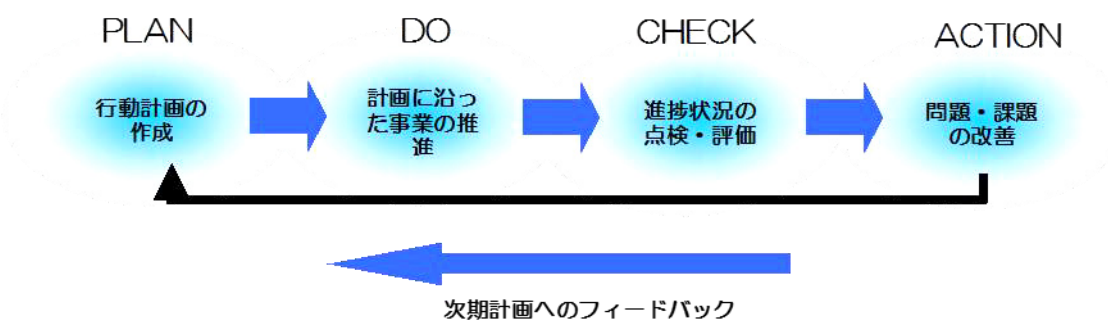 PLAN
DO
CHECK
ACTION
行動計画の
作成
計画に沿っ
た事業の推
進
進捗状況の
点検・評価
問題・課題
の改善
次期計画へのフィードバック